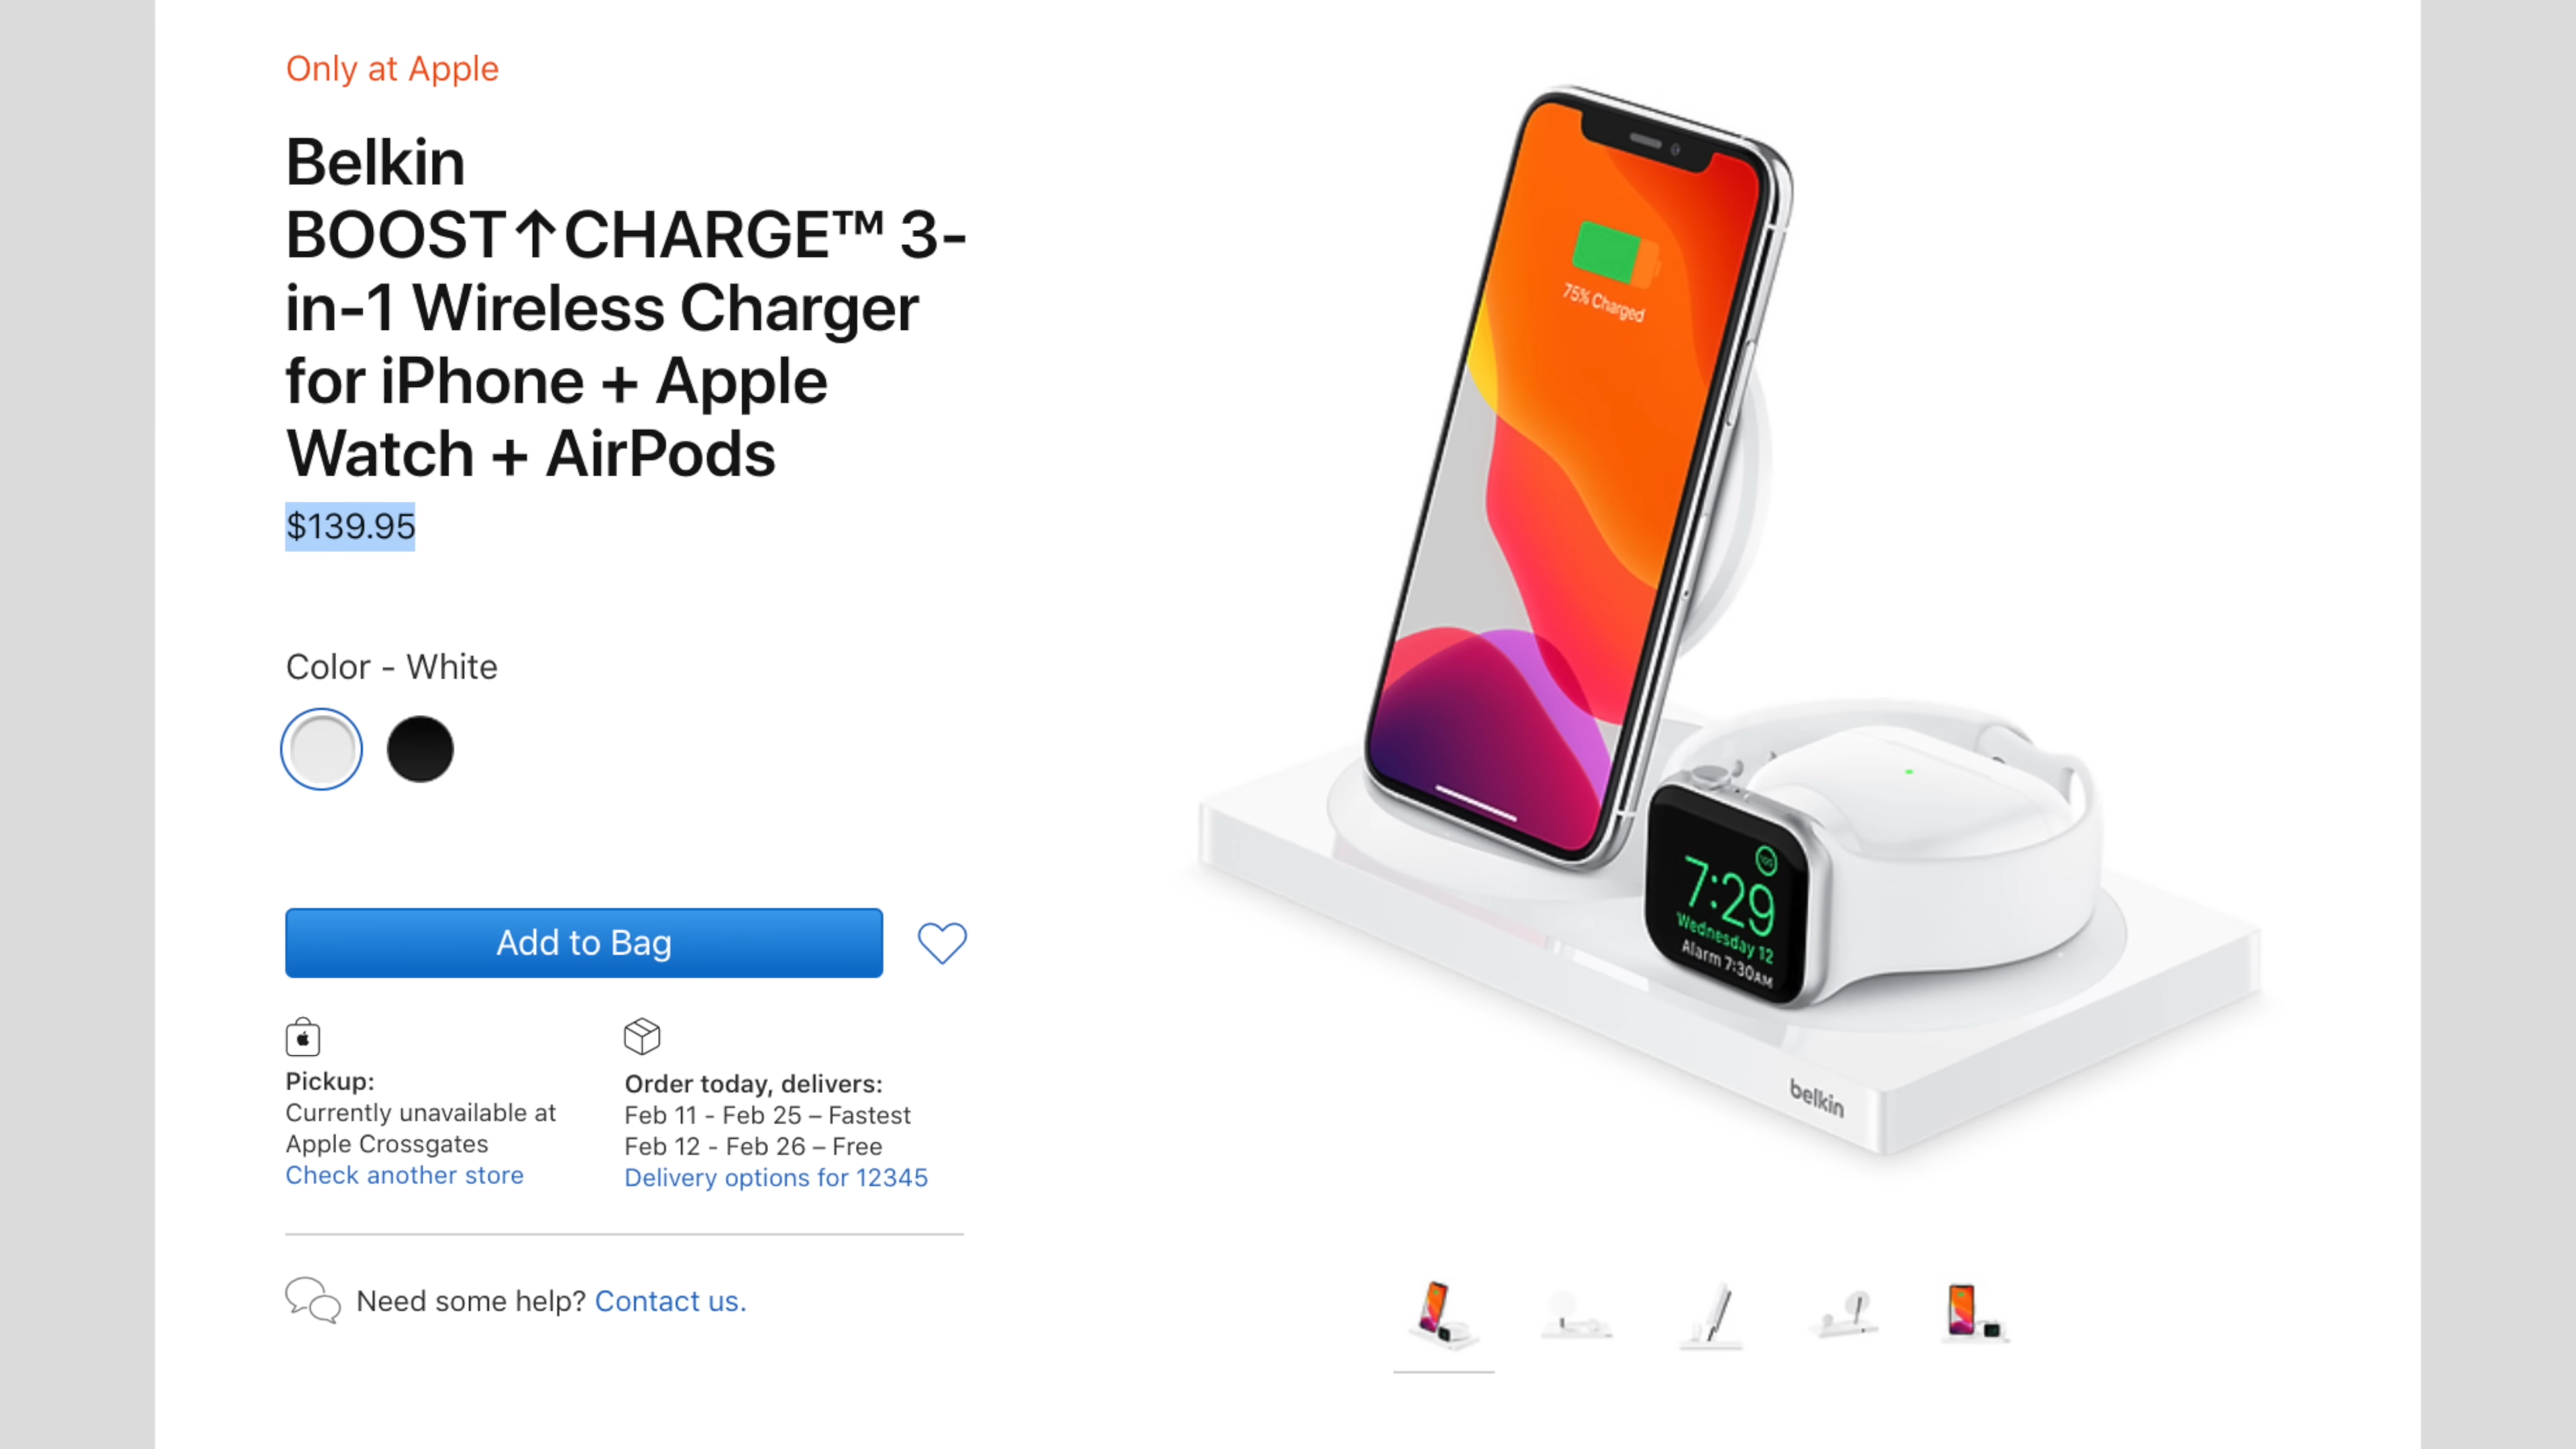 Only at Apple
Belkin
BOOST↑CHARGE™ 3-
in-1 Wireless Charger
for iPhone + Apple
Watch + AirPods
$139.95
Color - White
Add to Bag
Pickup:
Currently unavailable at
Apple Crossgates
Check another store
Order today, delivers:
Feb 11 - Feb 25 – Fastest
Feb 12 - Feb 26 – Free
Delivery options for 12345
Need some help? Contact us.
75% Charged
100
7:29
Wednesday 12
Alarm 7:30AM
belkin